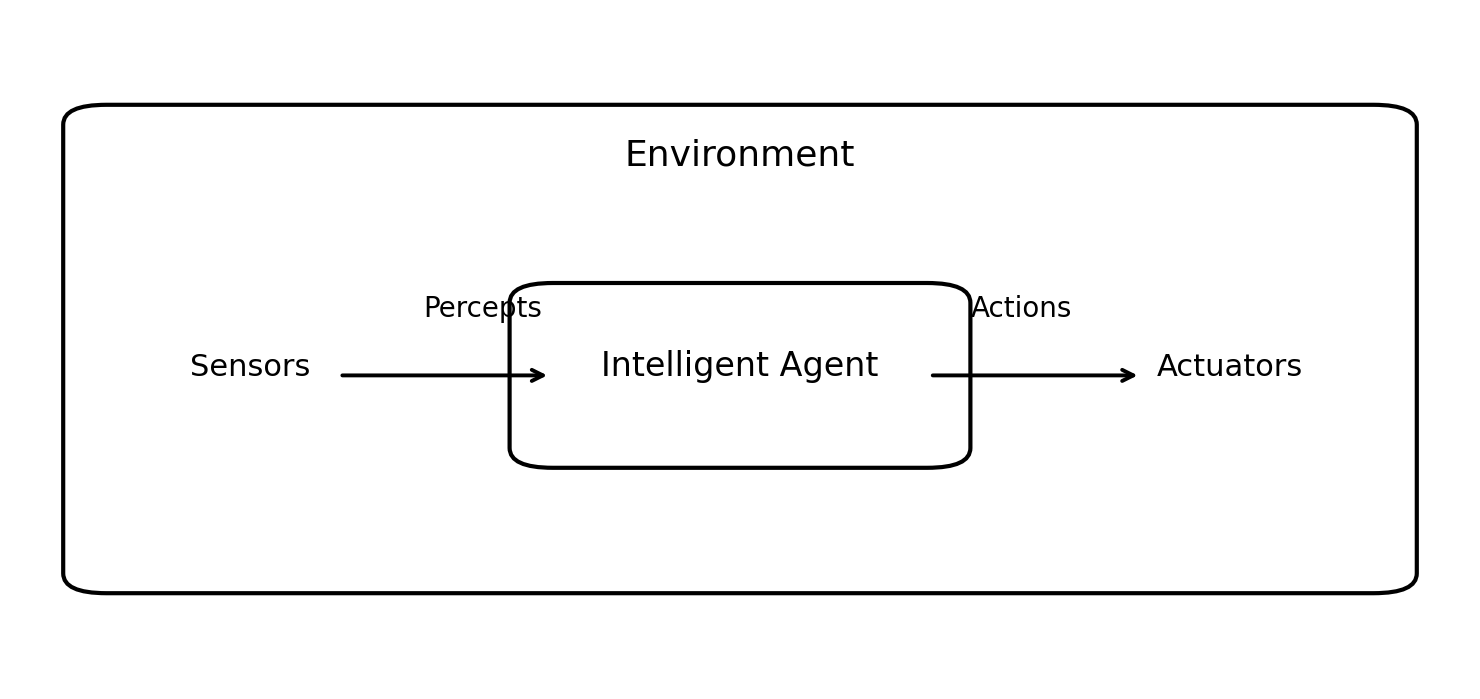 Environment
Percepts
Actions
Sensors
Intelligent Agent
Actuators